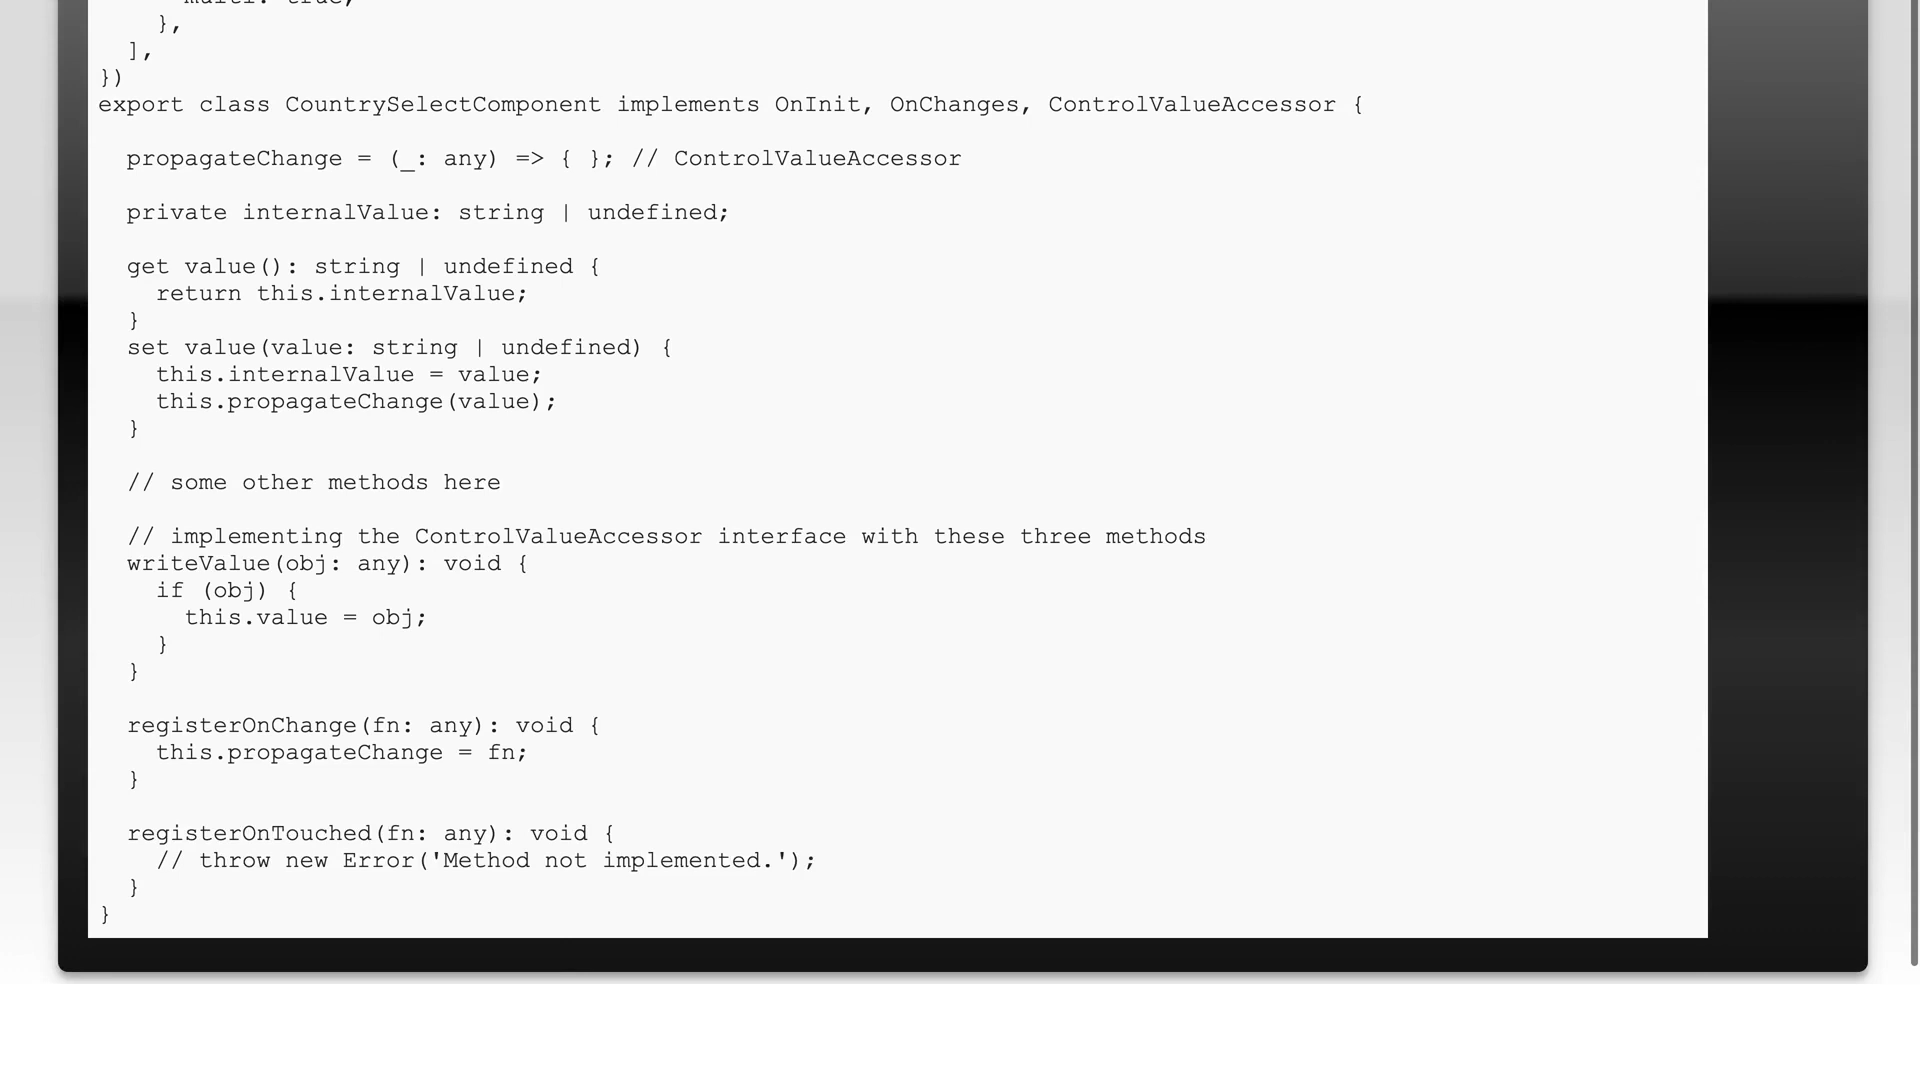 multi: true,
},
],
})
export class CountrySelectComponent implements OnInit, OnChanges, ControlValueAccessor {
propagateChange = (_: any) => { }; // ControlValueAccessor
private internalValue: string | undefined;
get value(): string | undefined {
return this.internalValue;
}
set value(value: string | undefined) {
this.internalValue = value;
this.propagateChange(value);
}
// some other methods here
// implementing the ControlValueAccessor interface with these three methods
writeValue(obj: any): void {
if (obj) {
this.value = obj;
}
}
registerOnChange(fn: any): void {
this.propagateChange = fn;
}
registerOnTouched(fn: any): void {
// throw new Error('Method not implemented.');
}
}